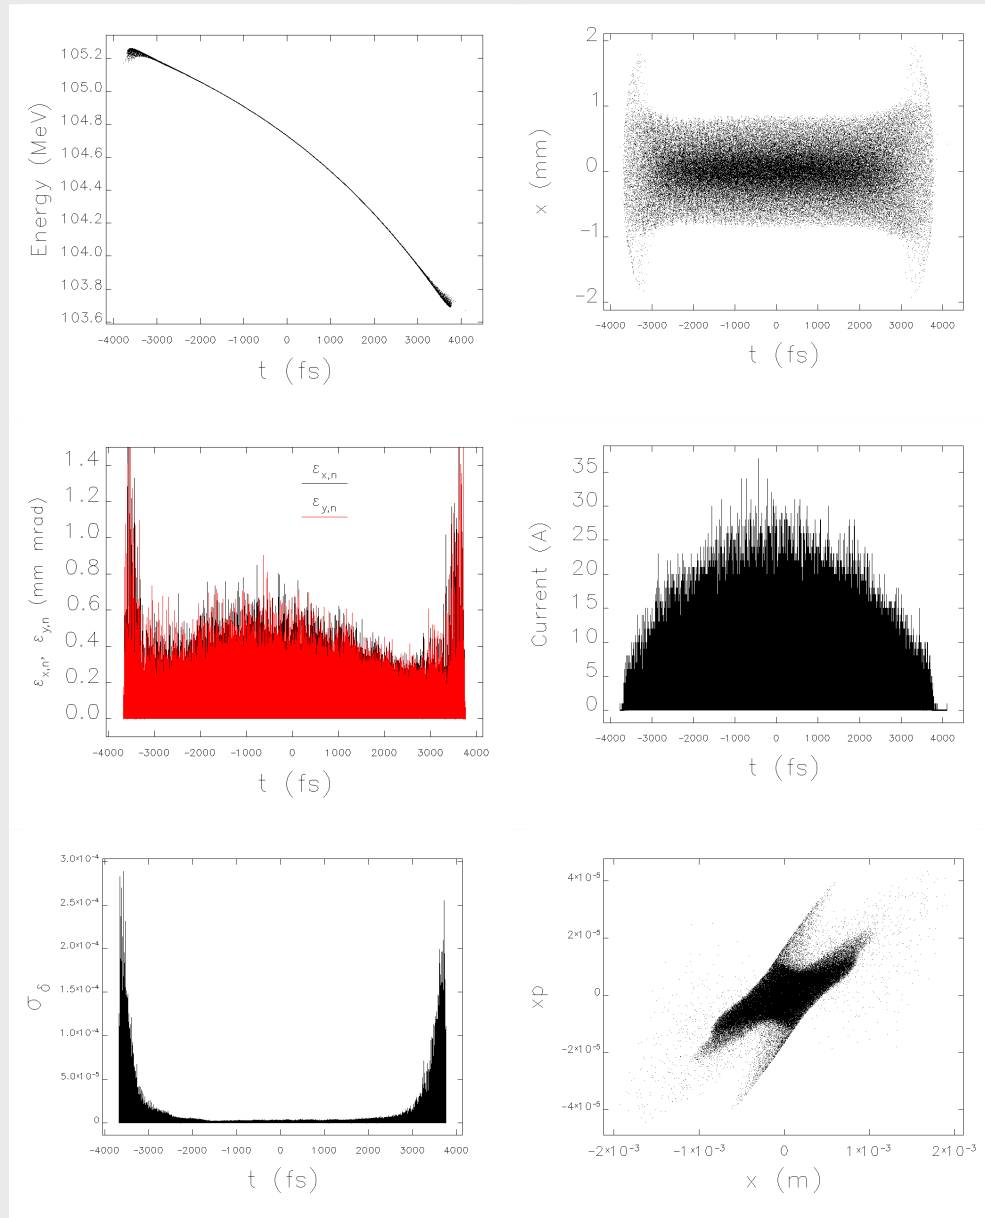 105.2
105.0
104.8
104.6
104.4
104.2
104.0
103.8
103.6
Energy (MeV)
-4000 -3000 -2000 -1000 0 1000 2000 3000 4000
t (fs)
2
1
0
-1
-2
x (mm)
-4000 -3000 -2000 -1000 0 1000 2000 3000 4000
t (fs)
1.4
1.2
1.0
0.8
0.6
0.4
0.2
0.0
εx,n, εy,n (mm mrad)
εx,n
εy,n
-4000 -3000 -2000 -1000 0 1000 2000 3000 4000
t (fs)
35
30
25
20
15
10
5
0
Current (A)
-4000 -3000 -2000 -1000 0 1000 2000 3000 4000
t (fs)
3.0×10⁻⁴
2.5×10⁻⁴
2.0×10⁻⁴
1.5×10⁻⁴
1.0×10⁻⁴
5.0×10⁻⁵
0
σδ
-4000 -3000 -2000 -1000 0 1000 2000 3000 4000
t (fs)
4×10⁻⁵
2×10⁻⁵
0
-2×10⁻⁵
-4×10⁻⁵
xp
-2×10⁻³ -1×10⁻³ 0 1×10⁻³ 2×10⁻³
x (m)